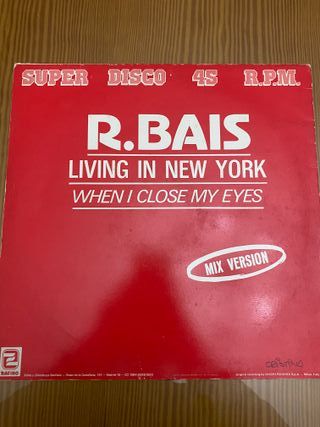 SUPER DISCO 45 R.P.M.
R.BAIS
LIVING IN NEW YORK
WHEN I CLOSE MY EYES
MIX VERSION